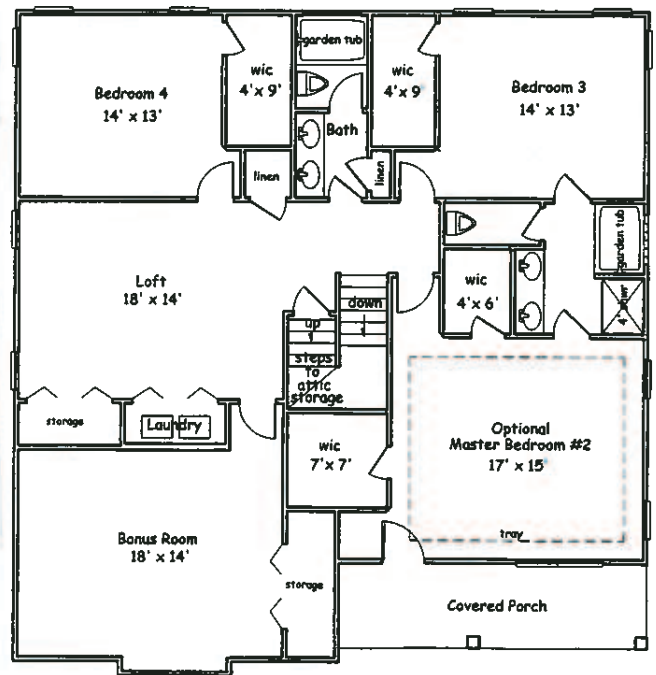 garden tub
wic
4'x 9'
wic
4'x 9
Bedroom 4
14' x 13'
Bedroom 3
14' x 13'
Bath
linen
linen
garden tub
Loft
18' x 14'
down
wic
4'x 6'
4' shwr
up
steps
to
attic
storage
storage
Laundry
Optional
Master Bedroom #2
17' x 15'
wic
7'x 7'
tray
Bonus Room
18' x 14'
storage
Covered Porch